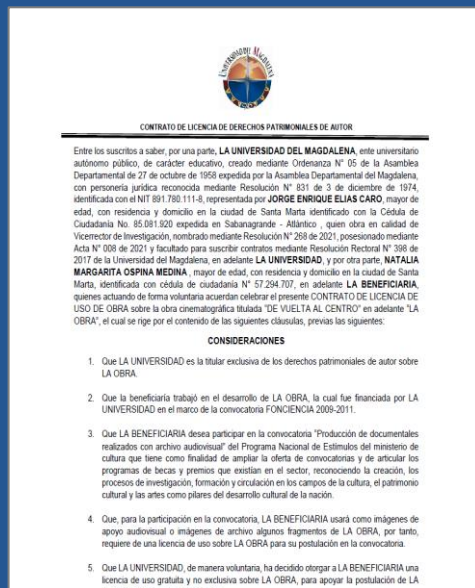 UNIVERSIDAD DEL MAGDALENA
CONTRATO DE LICENCIA DE DERECHOS PATRIMONIALES DE AUTOR
Entre los suscritos a saber, por una parte, LA UNIVERSIDAD DEL MAGDALENA, ente universitario
autónomo público, de carácter educativo, creado mediante Ordenanza N° 05 de la Asamblea
Departamental de 27 de octubre de 1958 expedida por la Asamblea Departamental del Magdalena,
con personería jurídica reconocida mediante Resolución N° 831 de 3 de diciembre de 1974,
identificada con el NIT 891.780.111-8, representada por JORGE ENRIQUE ELIAS CARO, mayor de
edad, con residencia y domicilio en la ciudad de Santa Marta identificado con la Cédula de
Ciudadanía No. 85.081.920 expedida en Sabanagrande - Atlántico , quien obra en calidad de
Vicerrector de Investigación, nombrado mediante Resolución N° 268 de 2021, posesionado mediante
Acta N° 008 de 2021 y facultado para suscribir contratos mediante Resolución Rectoral N° 398 de
2017 de la Universidad del Magdalena, en adelante LA UNIVERSIDAD, y por otra parte, NATALIA
MARGARITA OSPINA MEDINA , mayor de edad, con residencia y domicilio en la ciudad de Santa
Marta, identificada con cédula de ciudadanía N° 57.294.707, en adelante LA BENEFICIARIA,
quienes actuando de forma voluntaria acuerdan celebrar el presente CONTRATO DE LICENCIA DE
USO DE OBRA sobre la obra cinematográfica titulada "DE VUELTA AL CENTRO" en adelante "LA
OBRA", el cual se rige por el contenido de las siguientes cláusulas, previas las siguientes:
CONSIDERACIONES
1. Que LA UNIVERSIDAD es la titular exclusiva de los derechos patrimoniales de autor sobre
LA OBRA.
2. Que la beneficiaria trabajó en el desarrollo de LA OBRA, la cual fue financiada por LA
UNIVERSIDAD en el marco de la convocatoria FONCIENCIA 2009-2011.
3. Que LA BENEFICIARIA desea participar en la convocatoria "Producción de documentales
realizados con archivo audiovisual" del Programa Nacional de Estímulos del ministerio de
cultura que tiene como finalidad de ampliar la oferta de convocatorias y de articular los
programas de becas y premios que existían en el sector, reconociendo la creación, los
procesos de investigación, formación y circulación en los campos de la cultura, el patrimonio
cultural y las artes como pilares del desarrollo cultural de la nación.
4. Que, para la participación en la convocatoria, LA BENEFICIARIA usará como imágenes de
apoyo audiovisual o imágenes de archivo algunos fragmentos de LA OBRA, por tanto,
requiere de una licencia de uso sobre LA OBRA para su postulación en la convocatoria.
5. Que LA UNIVERSIDAD, de manera voluntaria, ha decidido otorgar a LA BENEFICIARIA una
licencia de uso gratuita y no exclusiva sobre LA OBRA, para apoyar la postulación de LA